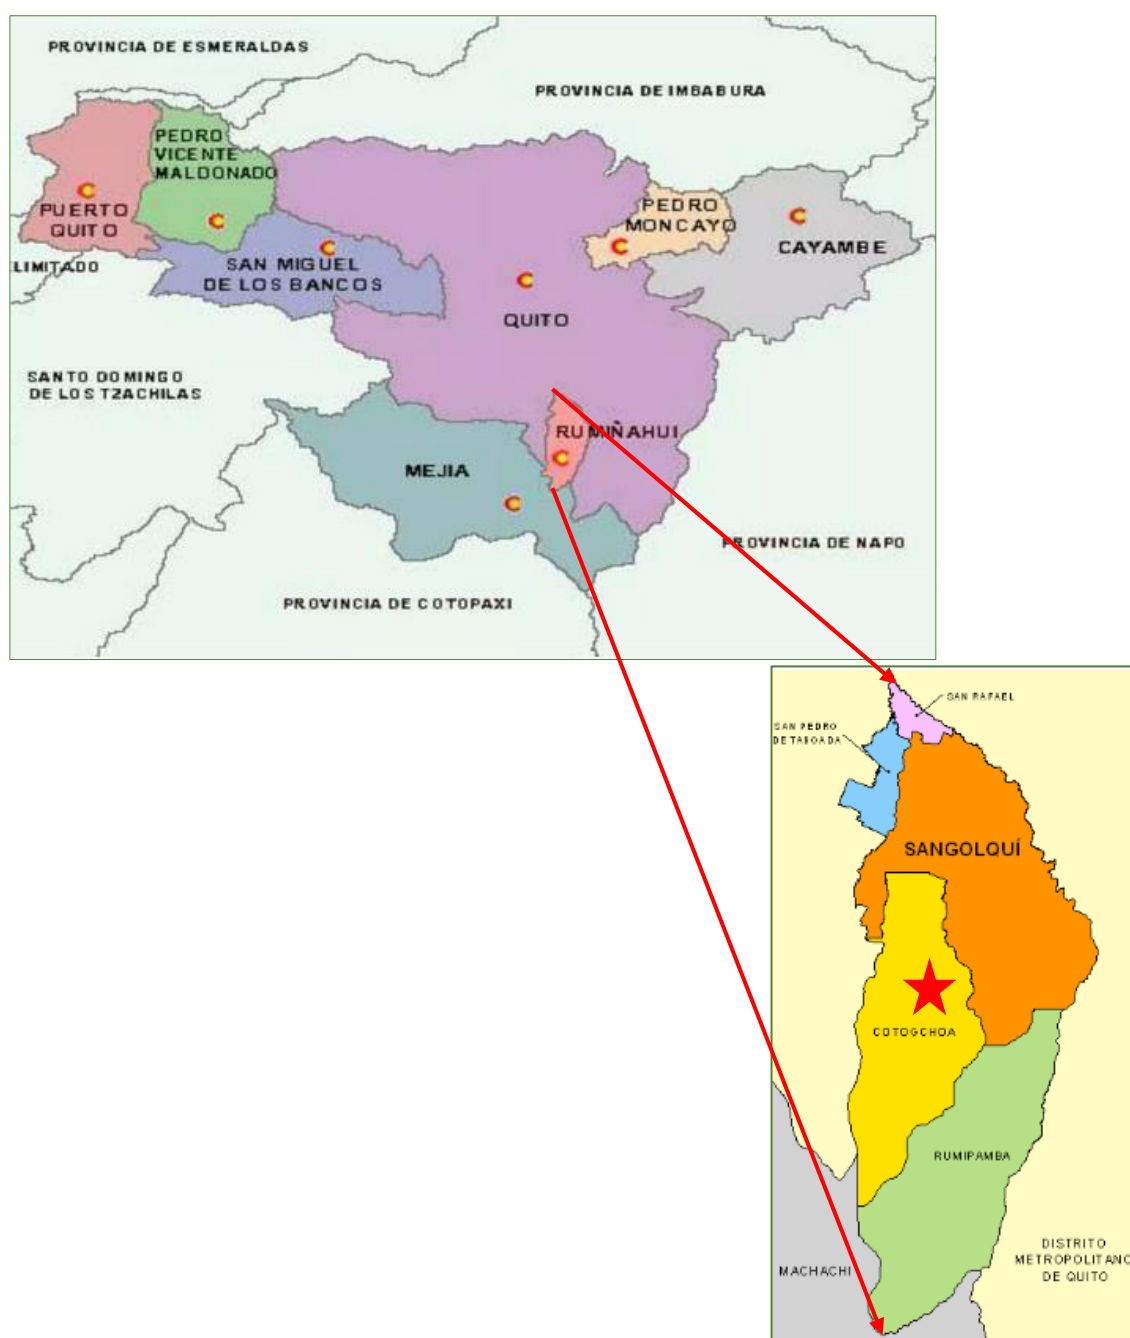 PROVINCIA DE ESMERALDAS
PROVINCIA DE IMBABURA
PEDRO
VICENTE
MALDONADO
PUERTO
QUITO
PEDRO
MONCAYO
CAYAMBE
ELIMITADO
SAN MIGUEL
DE LOS BANCOS
QUITO
SANTO DOMINGO
DE LOS TZACHILAS
RUMIÑAHUI
MEJIA
PROVINCIA DE NAPO
PROVINCIA DE COTOPAXI
SAN RAFAEL
SAN PEDRO
DE TABOADA
SANGOLQUÍ
COTOGCHOA
RUMIPAMBA
MACHACHI
DISTRITO
METROPOLITANO
DE QUITO